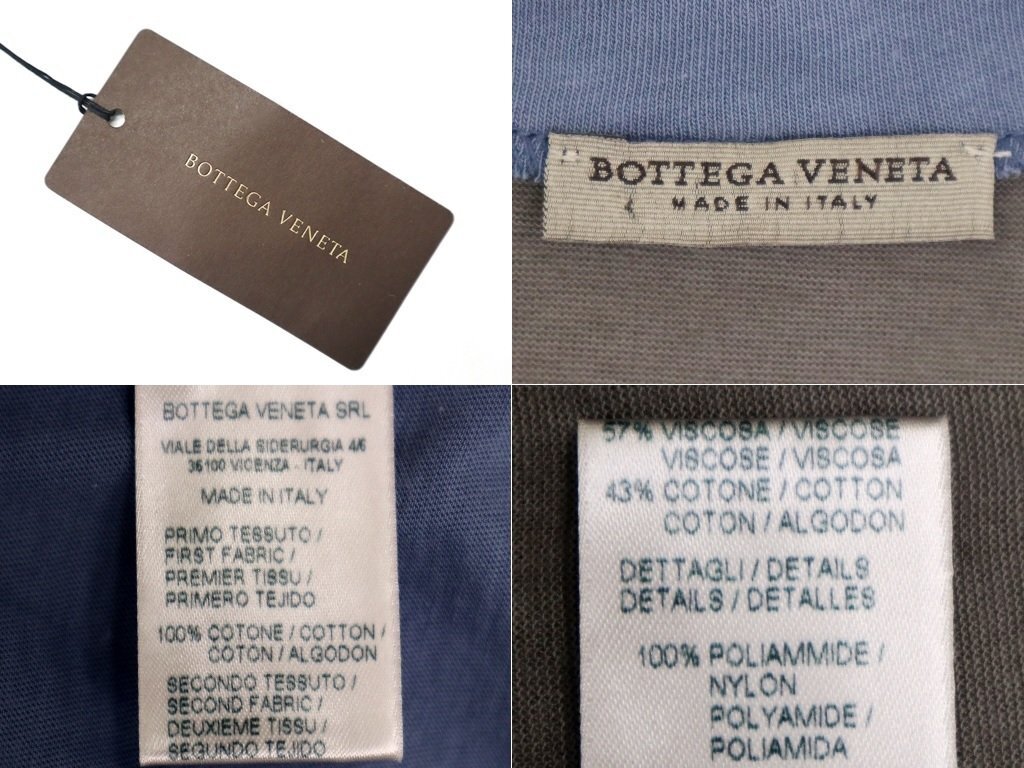 BOTTEGA VENETA
BOTTEGA VENETA
MADE IN ITALY
BOTTEGA VENETA SRL
VIALE DELLA SIDERURGIA 4/6
36100 VICENZA - ITALY
MADE IN ITALY
PRIMO TESSUTO /
FIRST FABRIC /
PREMIER TISSU /
PRIMERO TEJIDO
100% COTONE / COTTON /
COTON / ALGODON
SECONDO TESSUTO /
SECOND FABRIC /
DEUXIEME TISSU /
SEGUNDO TEJIDO
57% VISCOSA / VISCOSE
VISCOSE / VISCOSA
43% COTONE / COTTON
COTON / ALGODON
DETTAGLI / DETAILS
DETAILS / DETALLES
100% POLIAMMIDE /
NYLON
POLYAMIDE /
POLIAMIDA